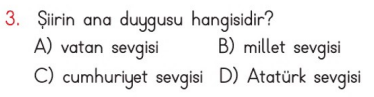 3. Şiirin ana duygusu hangisidir?
A) vatan sevgisi B) millet sevgisi
C) cumhuriyet sevgisi D) Atatürk sevgisi